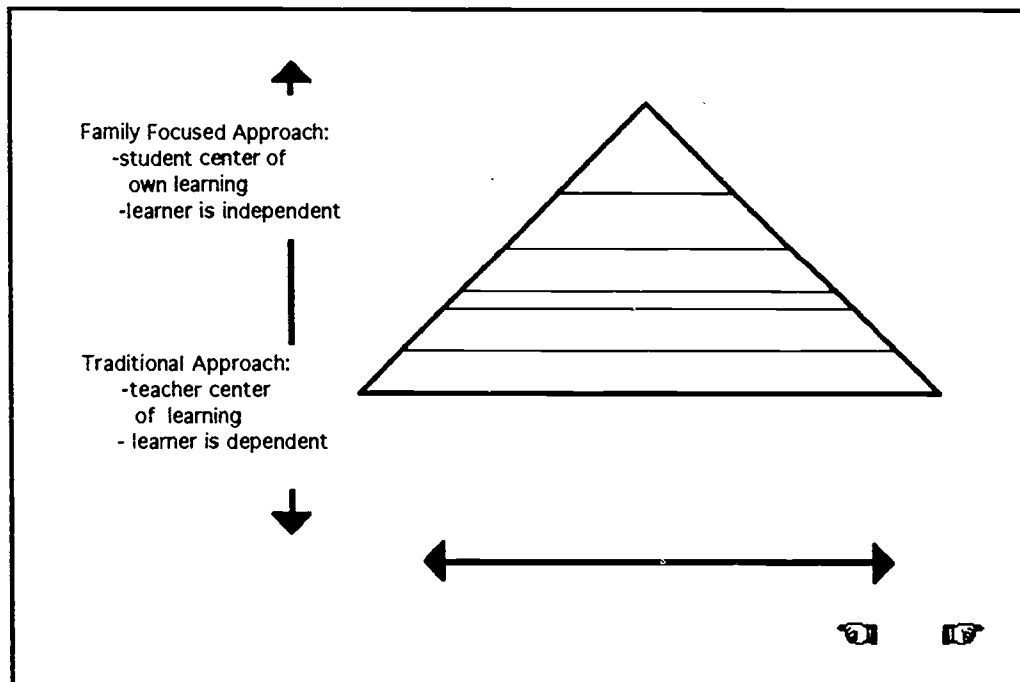 Family Focused Approach:
-student center of
own learning
-learner is independent
Traditional Approach:
-teacher center
of learning
- learner is dependent